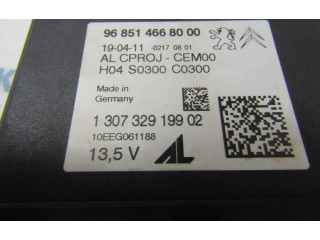 96 851 466 80 00
19-04-11 -0217 08 01
AL CPROJ - CEM00
H04 S0300 C0300
Made in
Germany
1 307 329 199 02
10EEG061188
13,5 V AL